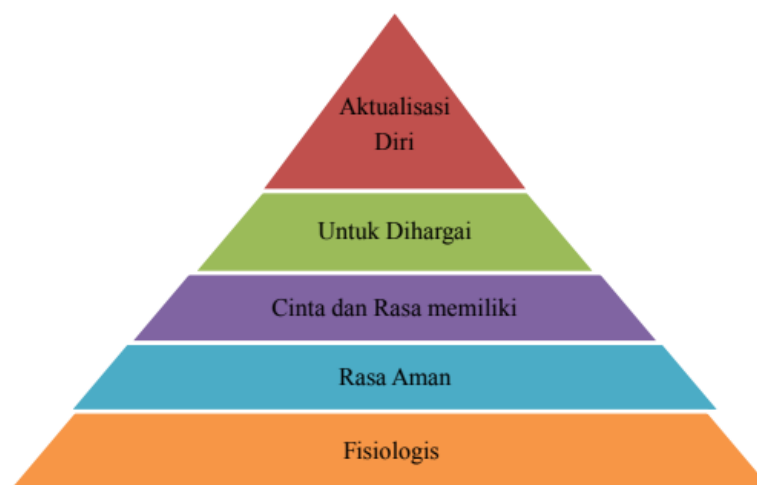 Aktualisasi
Diri
Untuk Dihargai
Cinta dan Rasa memiliki
Rasa Aman
Fisiologis